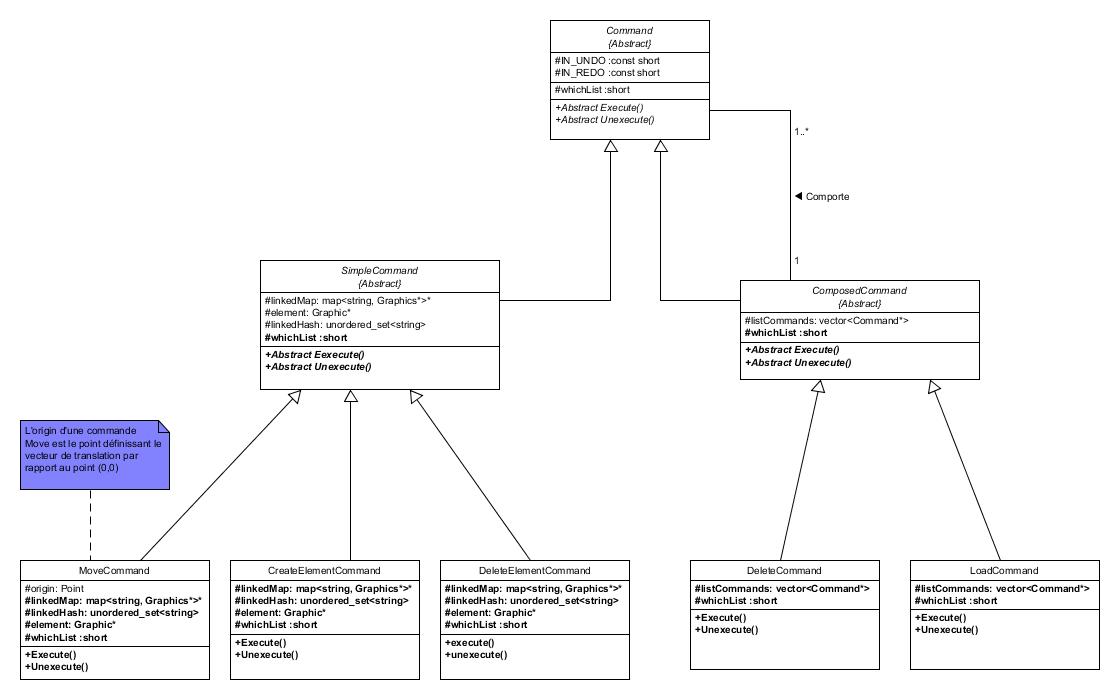 Command
{Abstract}
#IN_UNDO :const short
#IN_REDO :const short
#whichList :short
+Abstract Execute()
+Abstract Unexecute()
1..*
◄ Comporte
1
SimpleCommand
{Abstract}
#linkedMap: map<string, Graphics*>*
#element: Graphic*
#linkedHash: unordered_set<string>
#whichList :short
+Abstract Eexecute()
+Abstract Unexecute()
ComposedCommand
{Abstract}
#listCommands: vector<Command*>
#whichList :short
+Abstract Execute()
+Abstract Unexecute()
L'origin d'une commande
Move est le point définissant le
vecteur de translation par
rapport au point (0,0)
MoveCommand
#origin: Point
#linkedMap: map<string, Graphics*>*
#linkedHash: unordered_set<string>
#element: Graphic*
#whichList :short
+Execute()
+Unexecute()
CreateElementCommand
#linkedMap: map<string, Graphics*>*
#linkedHash: unordered_set<string>
#element: Graphic*
#whichList :short
+Execute()
+Unexecute()
DeleteElementCommand
#linkedMap: map<string, Graphics*>*
#linkedHash: unordered_set<string>
#element: Graphic*
#whichList :short
+execute()
+unexecute()
DeleteCommand
#listCommands: vector<Command*>
#whichList :short
+Execute()
+Unexecute()
LoadCommand
#listCommands: vector<Command*>
#whichList :short
+Execute()
+Unexecute()